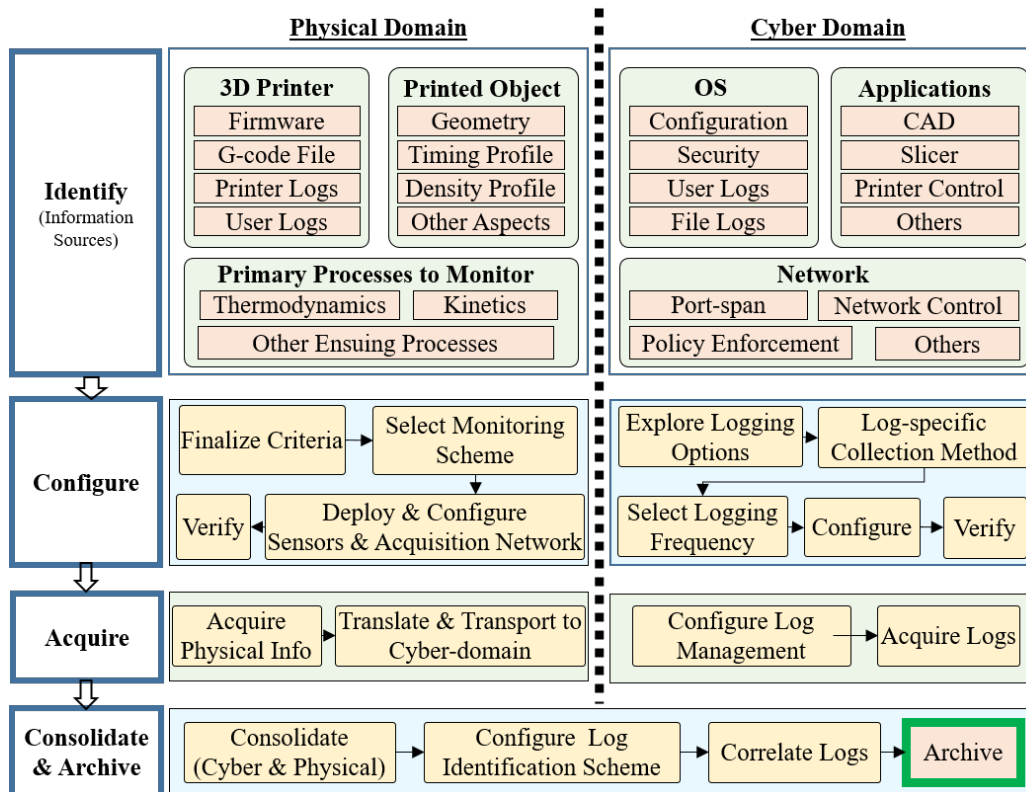 Physical Domain
Cyber Domain
Identify
(Information
Sources)
3D Printer
Firmware
G-code File
Printer Logs
User Logs
Printed Object
Geometry
Timing Profile
Density Profile
Other Aspects
Primary Processes to Monitor
Thermodynamics
Kinetics
Other Ensuing Processes
OS
Configuration
Security
User Logs
File Logs
Applications
CAD
Slicer
Printer Control
Others
Network
Port-span
Network Control
Policy Enforcement
Others
Configure
Finalize Criteria
Select Monitoring
Scheme
Deploy & Configure
Sensors & Acquisition Network
Verify
Explore Logging
Options
Log-specific
Collection Method
Select Logging
Frequency
Configure
Verify
Acquire
Acquire
Physical Info
Translate & Transport to
Cyber-domain
Configure Log
Management
Acquire Logs
Consolidate
& Archive
Consolidate
(Cyber & Physical)
Configure Log
Identification Scheme
Correlate Logs
Archive